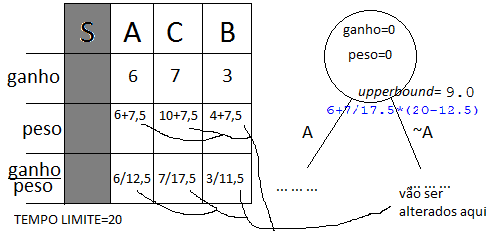 S A C B
ganho 6 7 3
peso 6+7,5 10+7,5 4+7,5
ganho
peso 6/12,5 7/17,5 3/11,5
TEMPO LIMITE=20
ganho=0
peso=0
upperbound= 9.0
6+7/17.5*(20-12.5)
A ~A
... ... ... ... ... ...
vão ser
alterados aqui